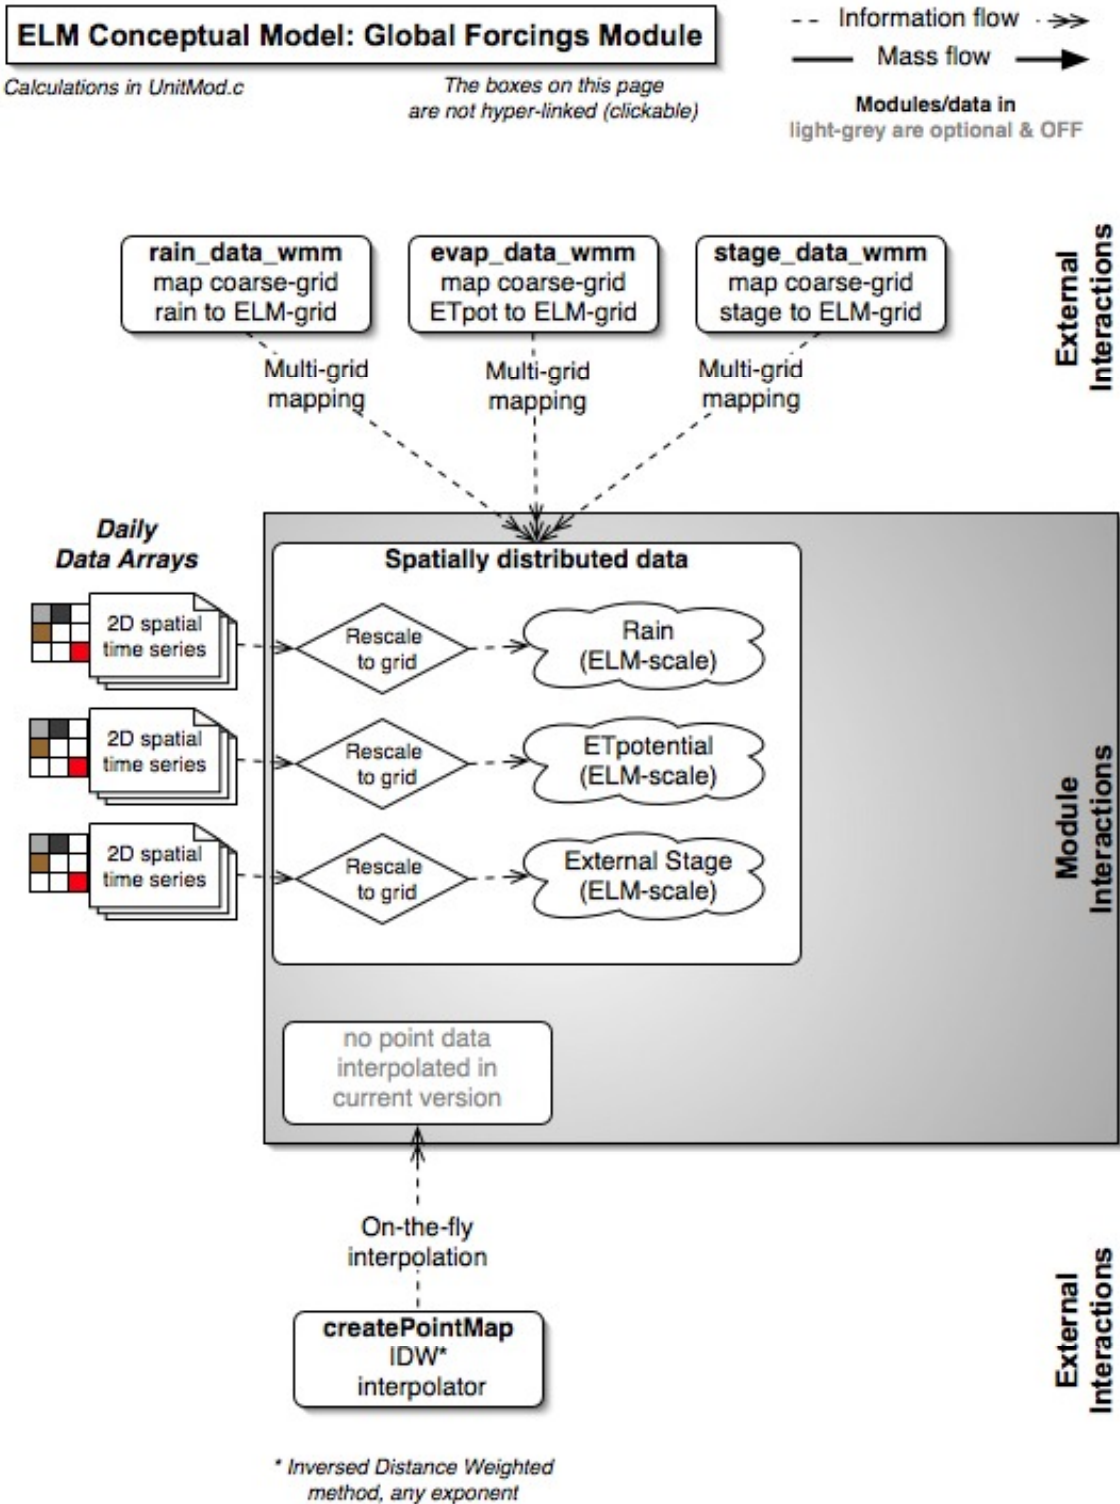 ELM Conceptual Model: Global Forcings Module
Calculations in UnitMod.c
The boxes on this page
are not hyper-linked (clickable)
Information flow
Mass flow
Modules/data in
light-grey are optional & OFF
rain_data_wmm
map coarse-grid
rain to ELM-grid
evap_data_wmm
map coarse-grid
ETpot to ELM-grid
stage_data_wmm
map coarse-grid
stage to ELM-grid
External
Interactions
Multi-grid
mapping
Multi-grid
mapping
Multi-grid
mapping
Daily
Data Arrays
Spatially distributed data
2D spatial
time series
Rescale
to grid
Rain
(ELM-scale)
2D spatial
time series
Rescale
to grid
ETpotential
(ELM-scale)
2D spatial
time series
Rescale
to grid
External Stage
(ELM-scale)
Module
Interactions
no point data
interpolated in
current version
On-the-fly
interpolation
createPointMap
IDW*
interpolator
External
Interactions
* Inversed Distance Weighted
method, any exponent